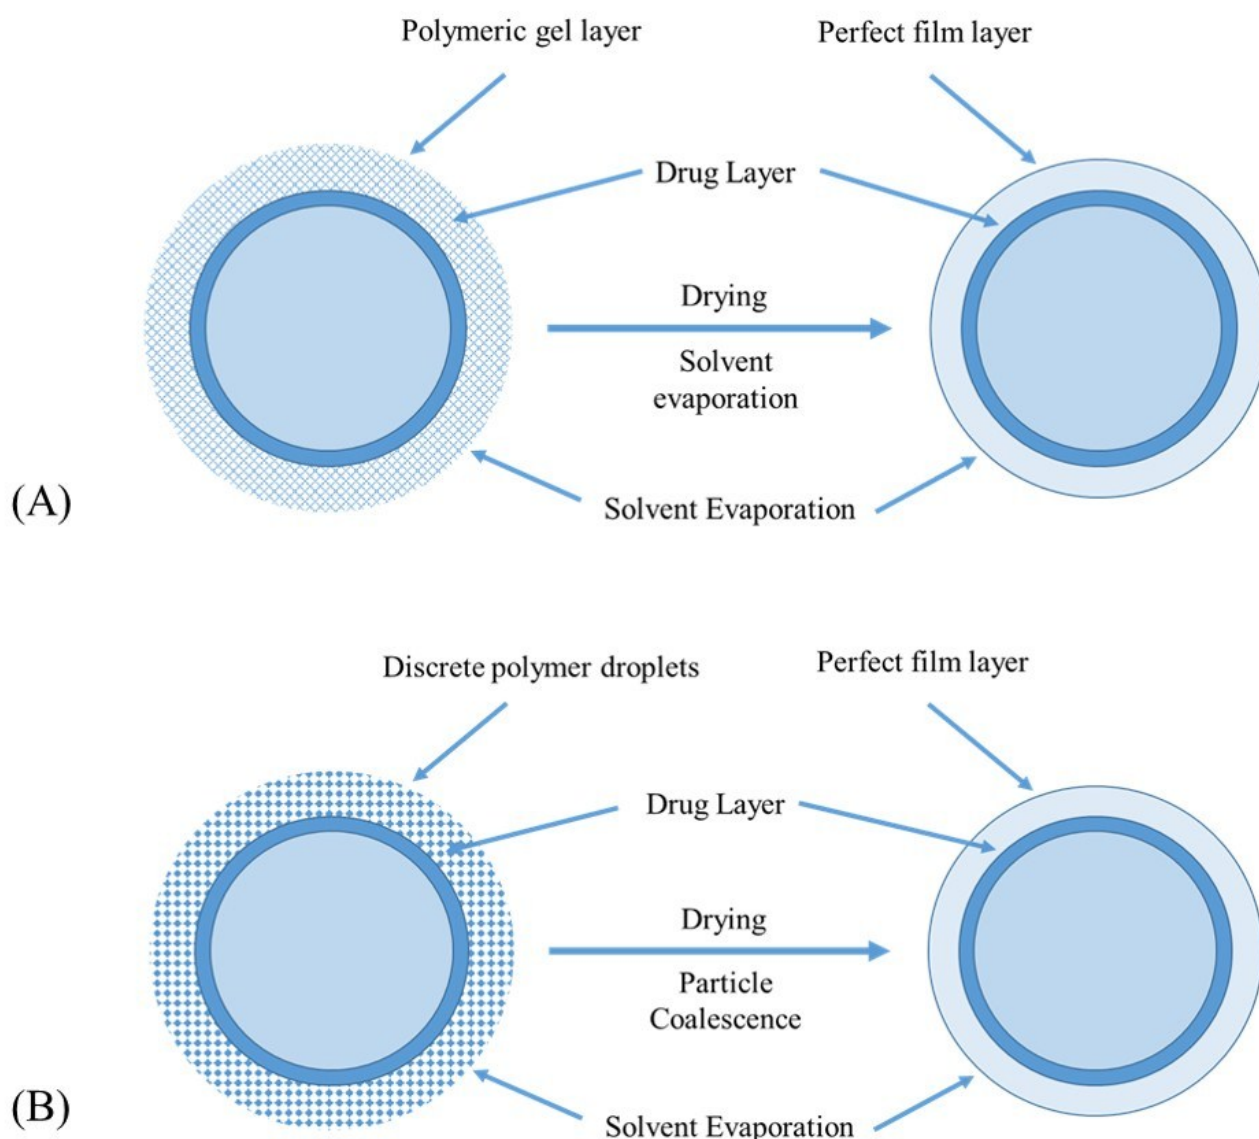 Polymeric gel layer
Perfect film layer
Drug Layer
Drying
Solvent
evaporation
Solvent Evaporation
(A)
Discrete polymer droplets
Perfect film layer
Drug Layer
Drying
Particle
Coalescence
Solvent Evaporation
(B)